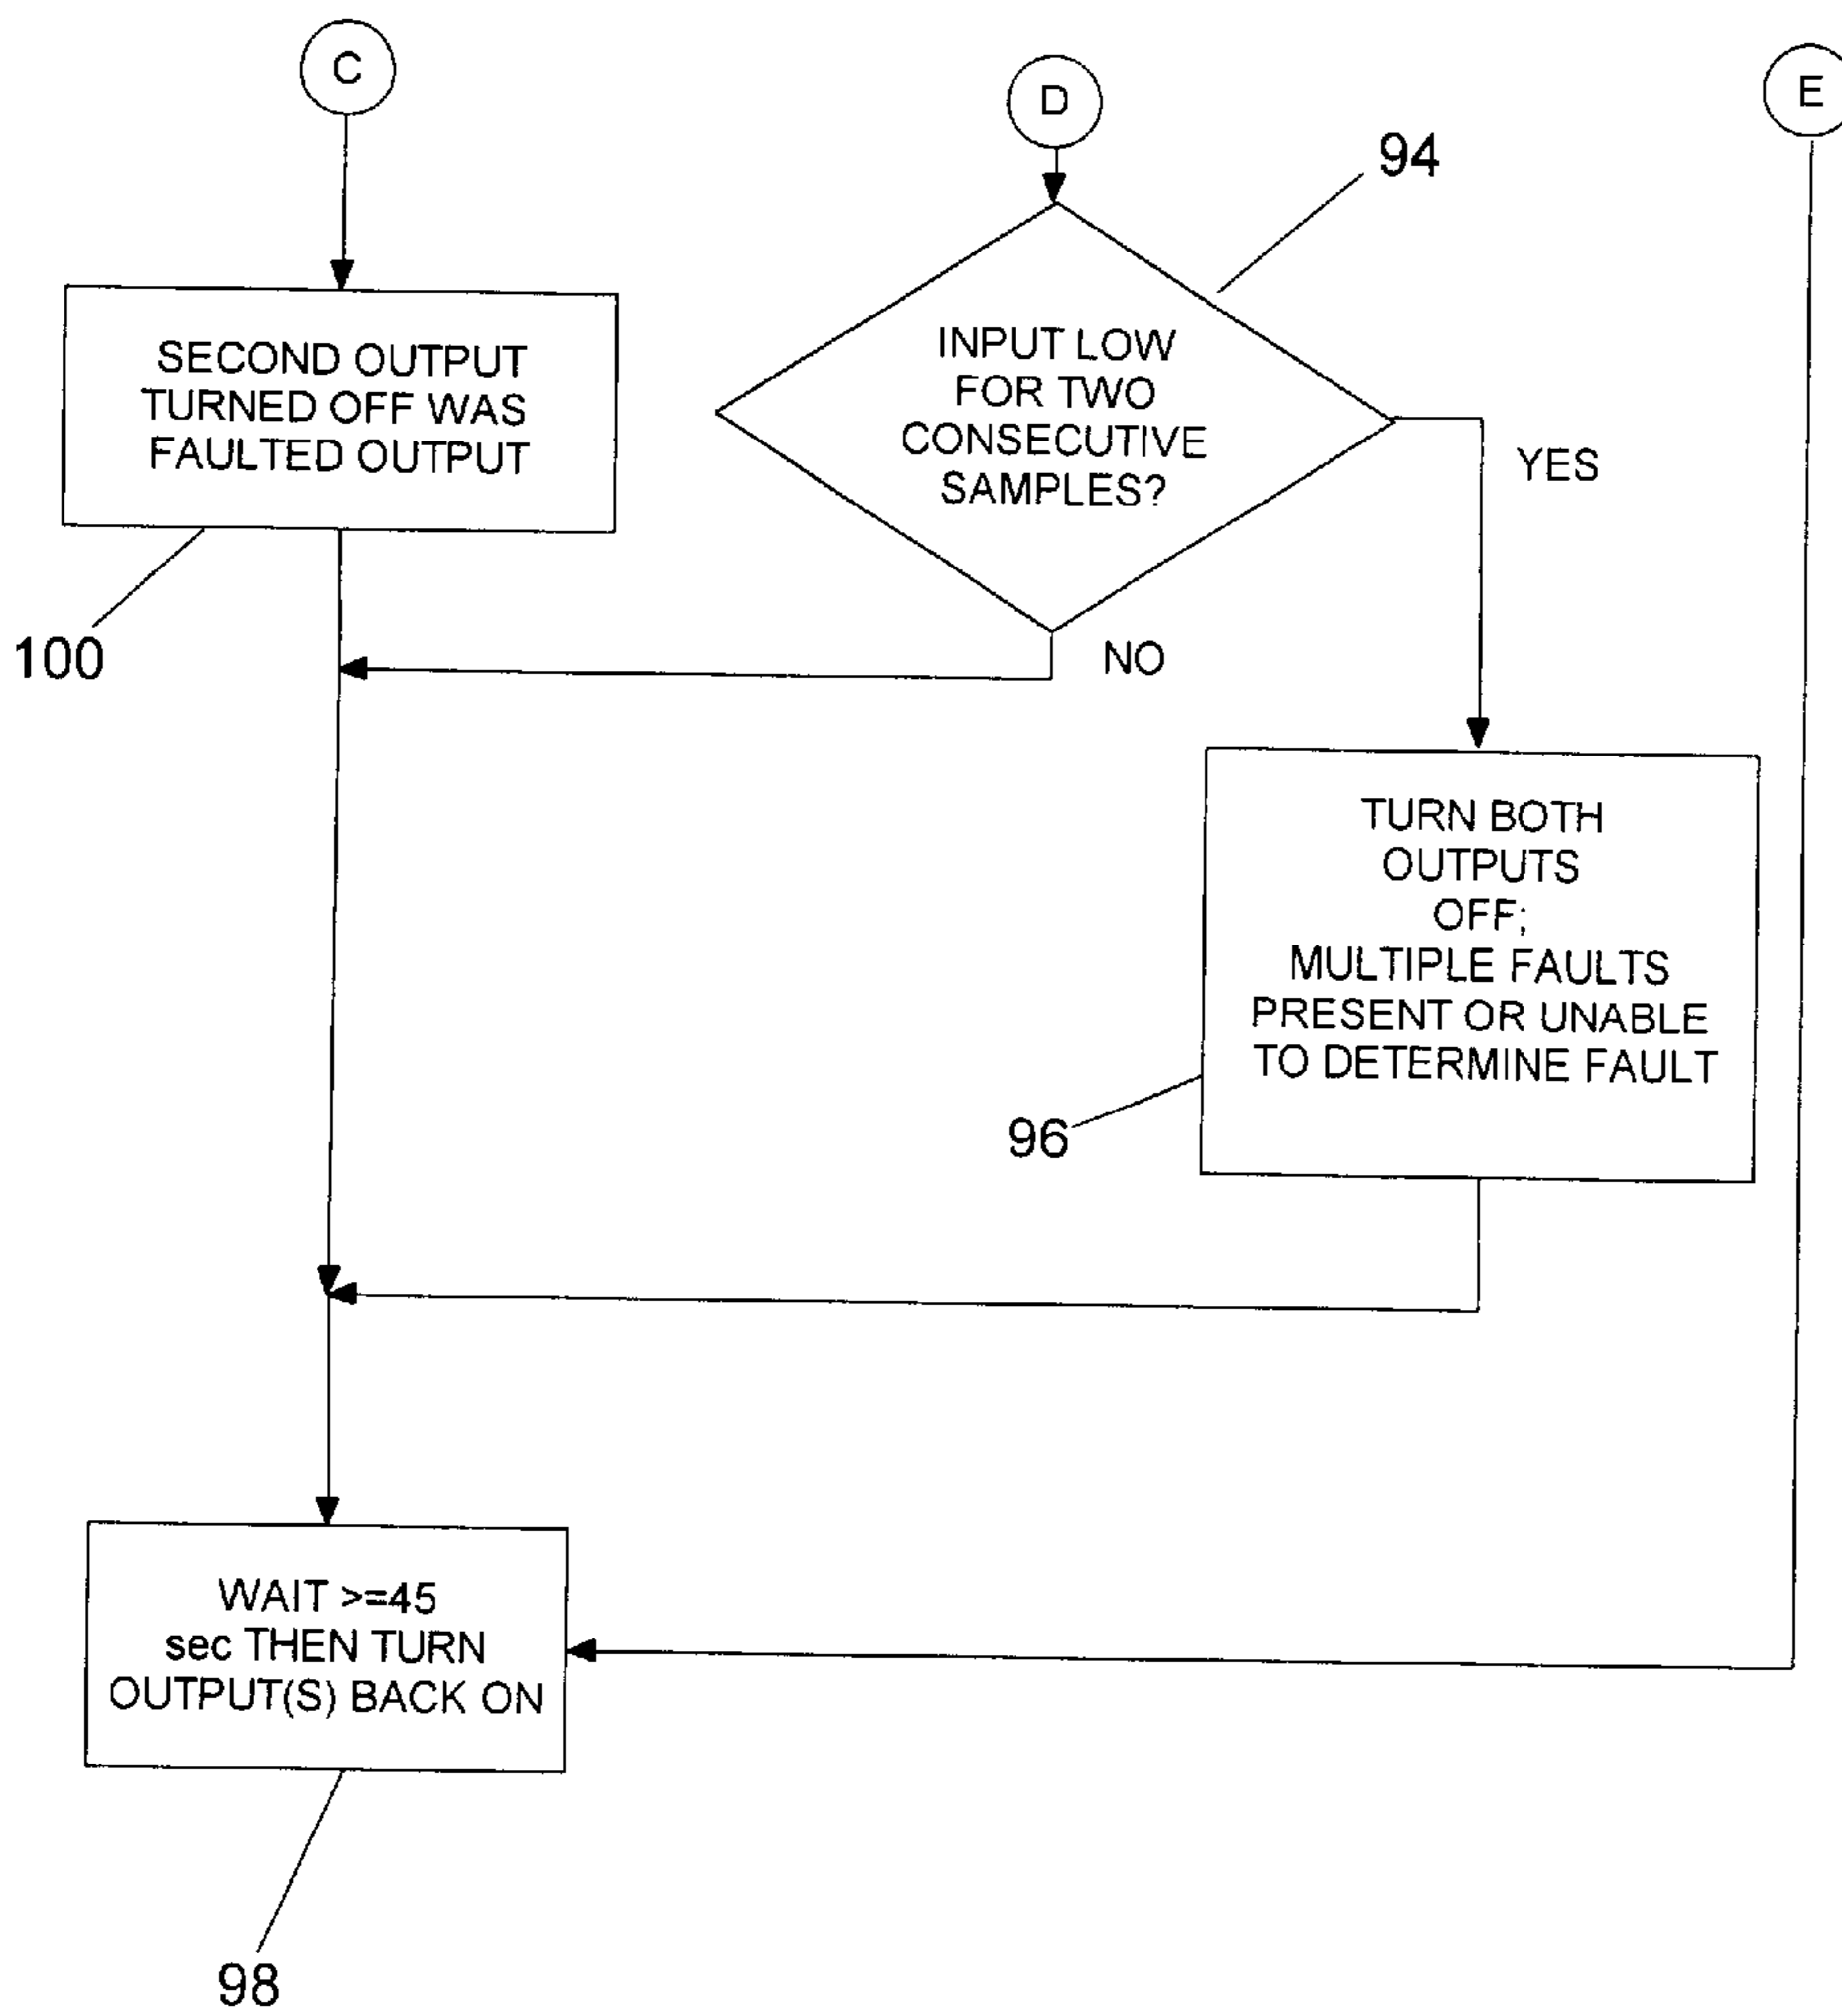 C
D
E
94
SECOND OUTPUT
TURNED OFF WAS
FAULTED OUTPUT
INPUT LOW
FOR TWO
CONSECUTIVE
SAMPLES?
YES
100
NO
TURN BOTH
OUTPUTS
OFF;
MULTIPLE FAULTS
PRESENT OR UNABLE
TO DETERMINE FAULT
96
WAIT >=45
sec THEN TURN
OUTPUT(S) BACK ON
98